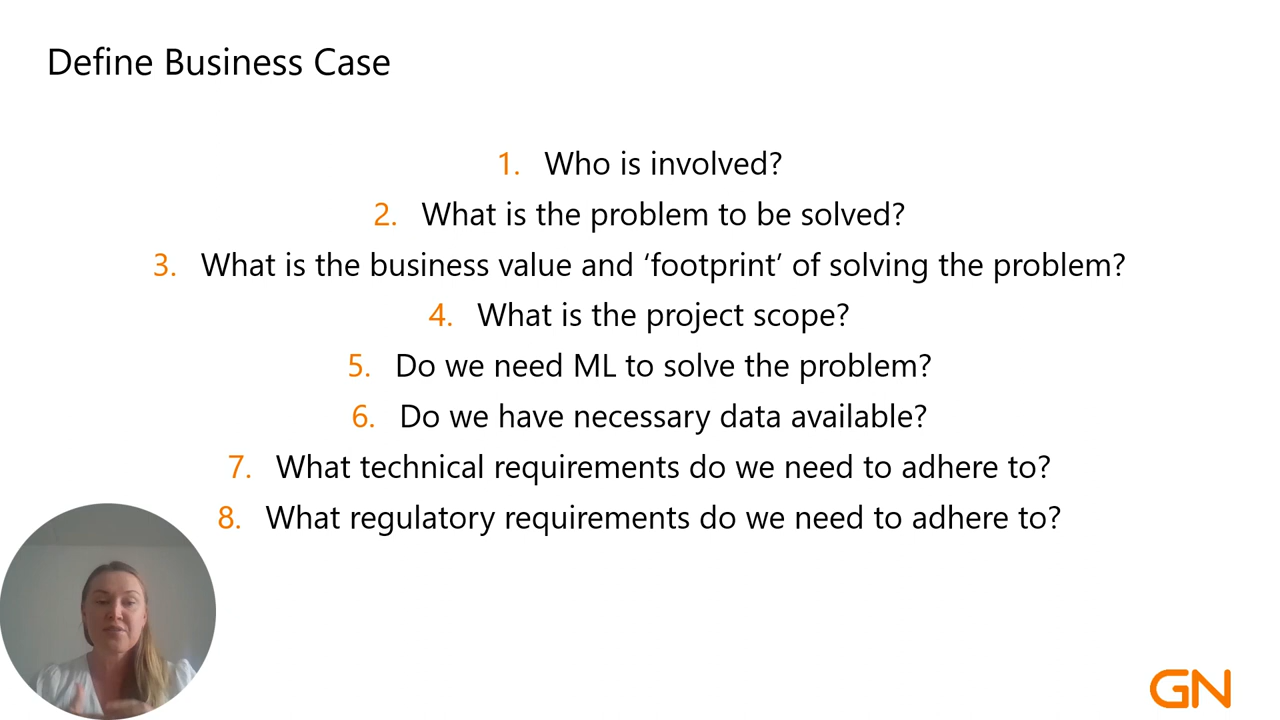 Define Business Case
1. Who is involved?
2. What is the problem to be solved?
3. What is the business value and ‘footprint’ of solving the problem?
4. What is the project scope?
5. Do we need ML to solve the problem?
6. Do we have necessary data available?
7. What technical requirements do we need to adhere to?
8. What regulatory requirements do we need to adhere to?
GN